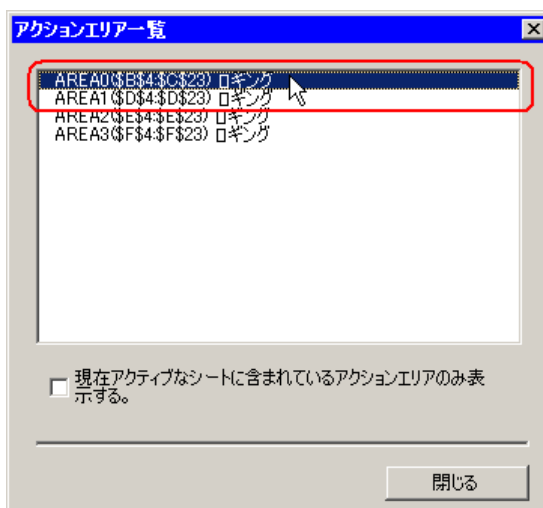 アクションエリア一覧
AREA0($B$4:$C$23) ロギング
AREA1($D$4:$D$23) ロギング
AREA2($E$4:$E$23) ロギング
AREA3($F$4:$F$23) ロギング
現在アクティブなシートに含まれているアクションエリアのみ表
示する。
閉じる